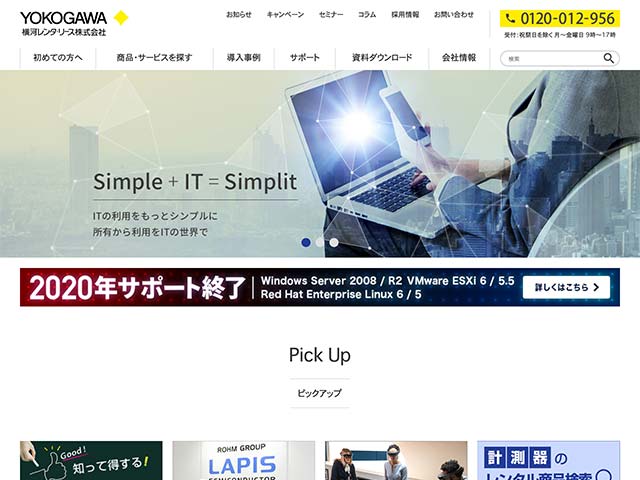 YOKOGAWA
横河レンタ・リース株式会社
お知らせ
キャンペーン
セミナー
コラム
採用情報
お問い合わせ
0120-012-956
受付:祝祭日を除く月〜金曜日 9時〜17時
初めての方へ
商品・サービスを探す
導入事例
サポート
資料ダウンロード
会社情報
検索
Simple + IT = Simplit
ITの利用をもっとシンプルに
所有から利用をITの世界で
2020年サポート終了
Windows Server 2008 / R2 VMware ESXi 6 / 5.5
Red Hat Enterprise Linux 6 / 5
詳しくはこちら
Pick Up
ピックアップ
Good!
知って得する!
ROHM GROUP
LAPIS
SEMICONDUCTOR
計測器の
レンタル商品検索